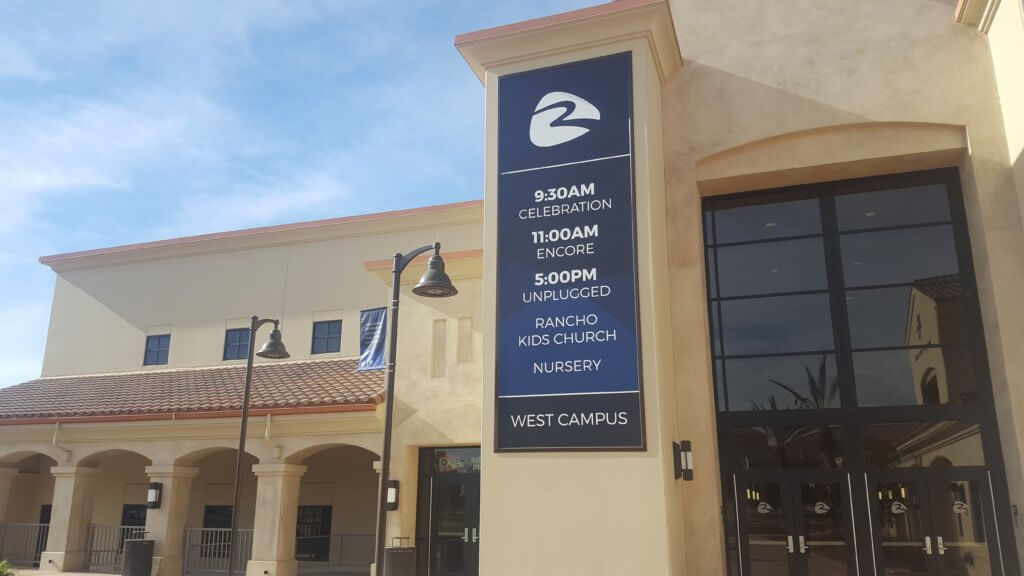 9:30AM
CELEBRATION
11:00AM
ENCORE
5:00PM
UNPLUGGED
RANCHO
KIDS CHURCH
NURSERY
WEST CAMPUS